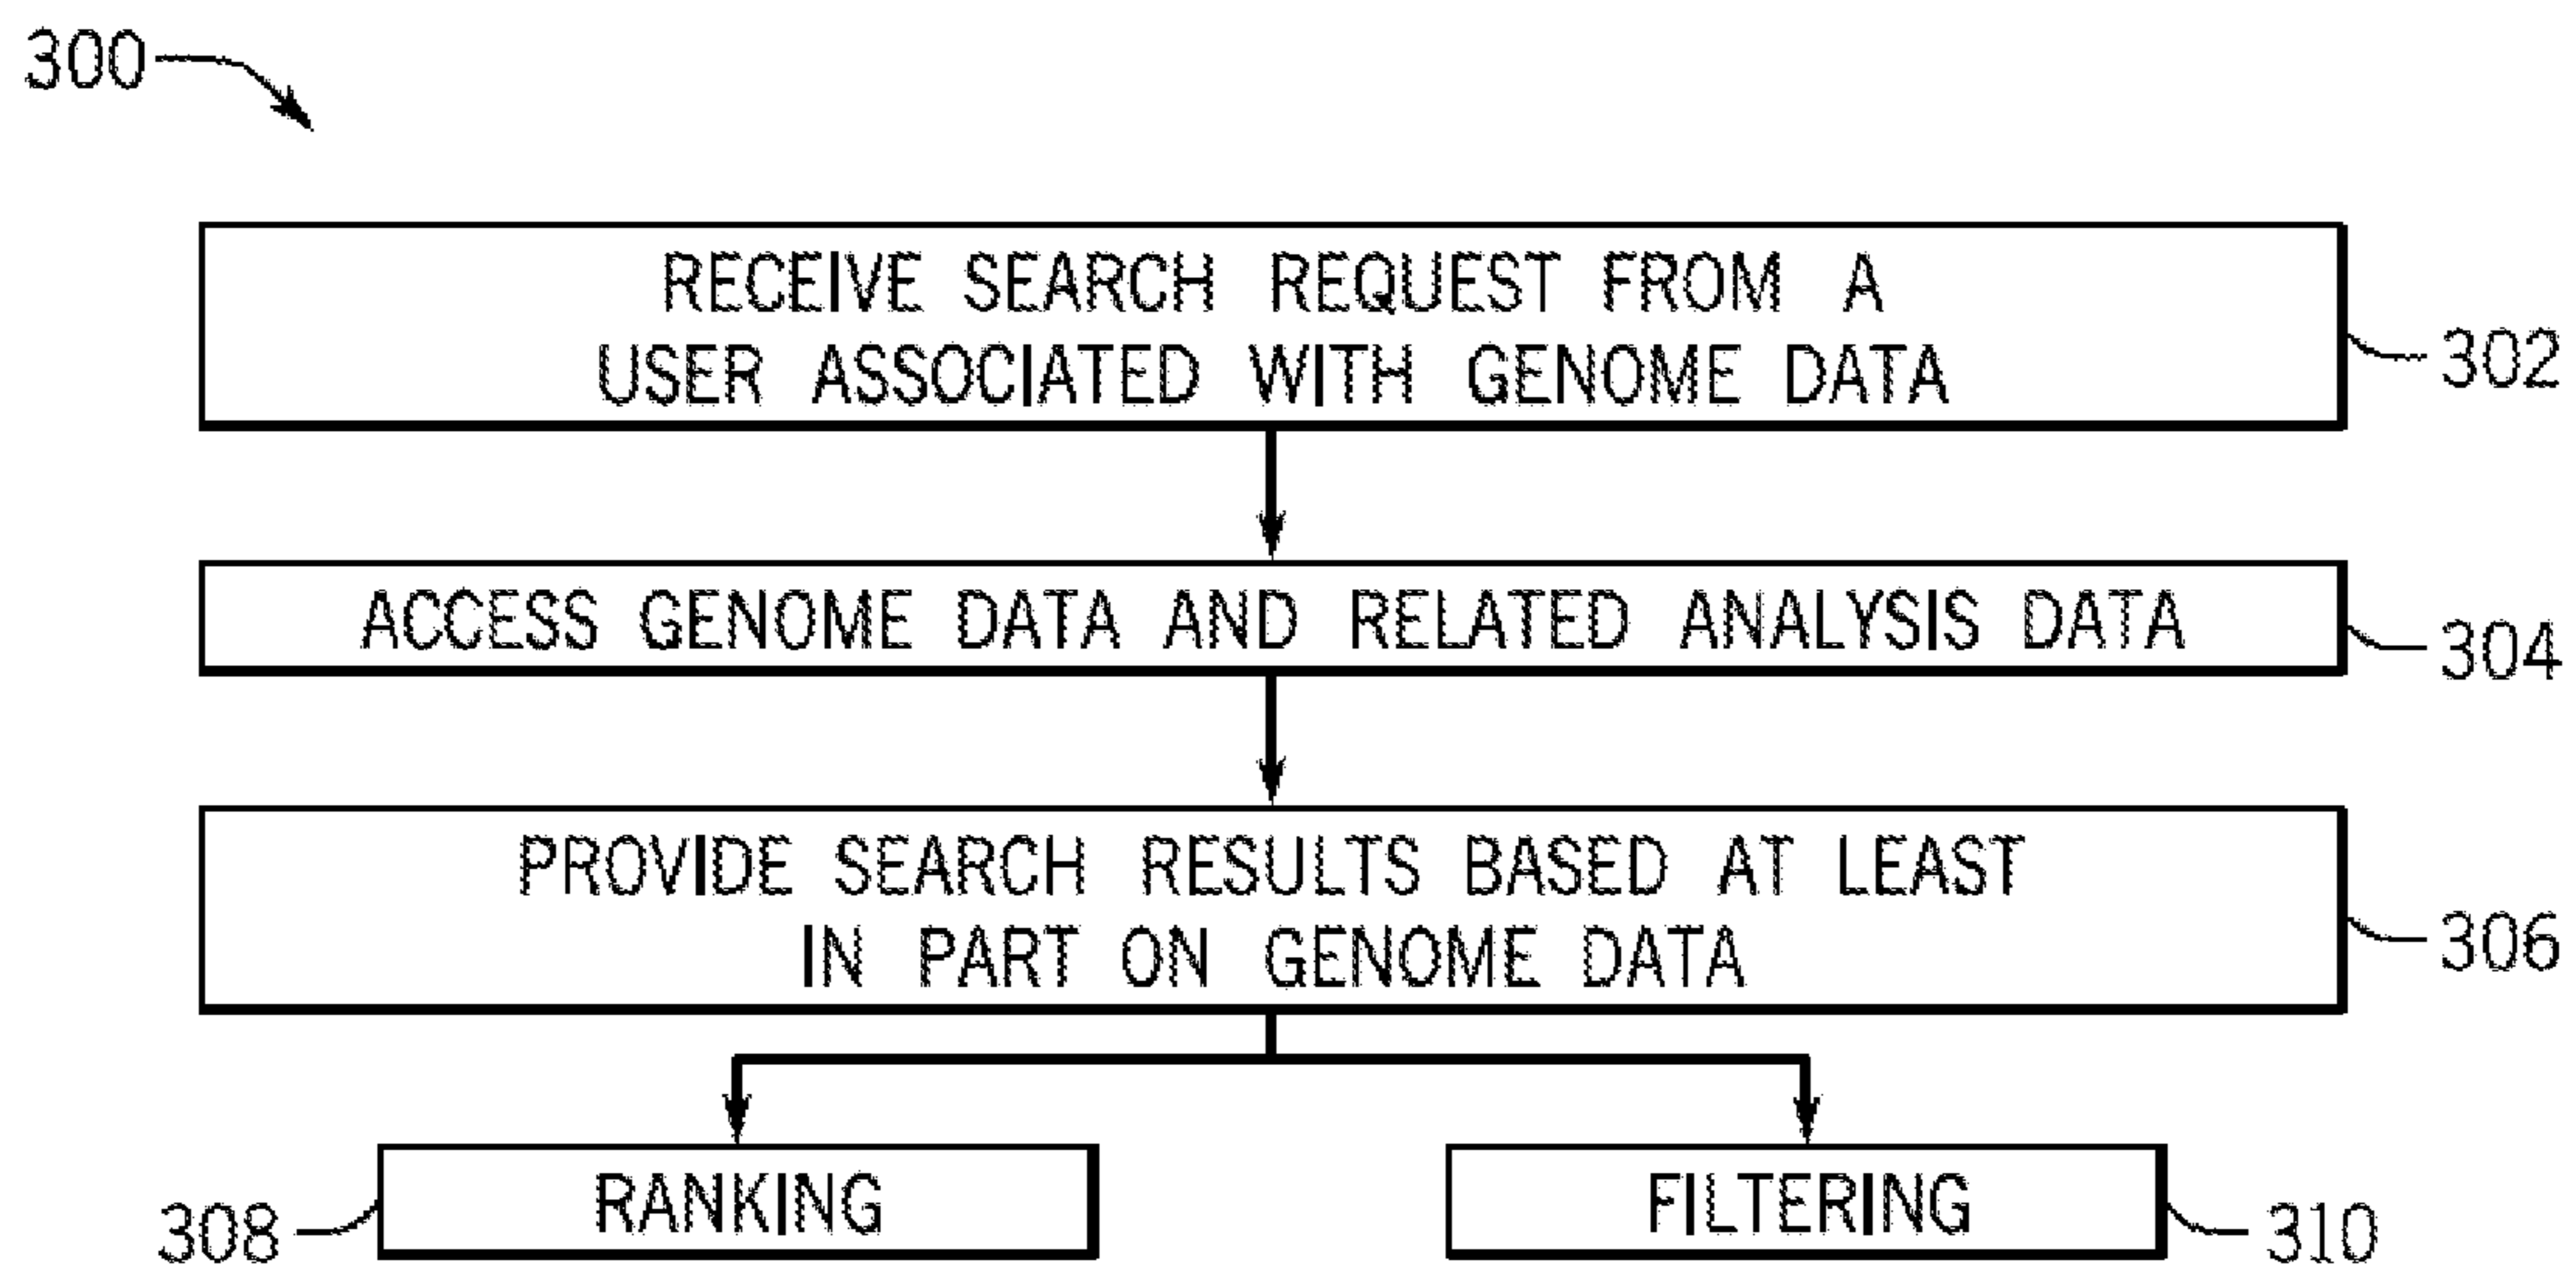 300
RECEIVE SEARCH REQUEST FROM A
USER ASSOCIATED WITH GENOME DATA
302
ACCESS GENOME DATA AND RELATED ANALYSIS DATA
304
PROVIDE SEARCH RESULTS BASED AT LEAST
IN PART ON GENOME DATA
306
RANKING
308
FILTERING
310